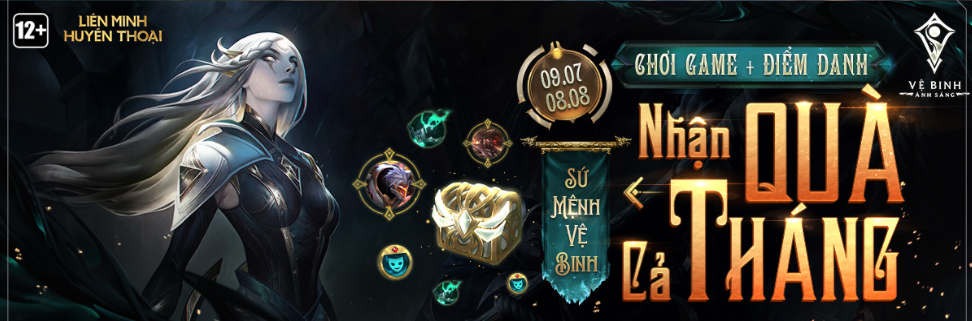 12+
LIÊN MINH
HUYỀN THOẠI
09.07
08.08
CHƠI GAME + ĐIỂM DANH
VỆ BINH
ÁNH SÁNG
Nhận QUÀ
Cả THÁNG
SỨ
MỆNH
VỆ
BINH